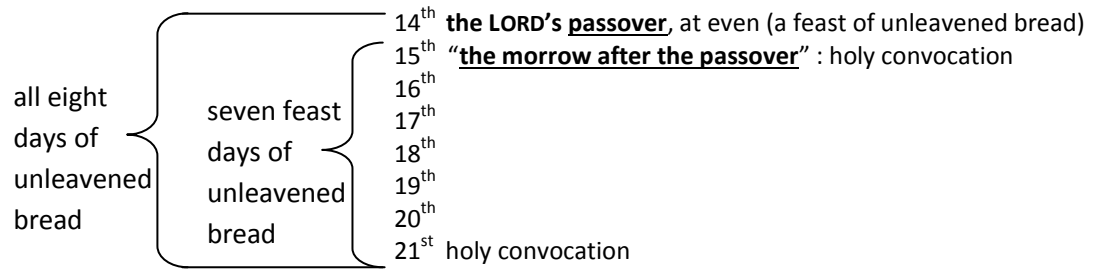 14th the LORD's passover, at even (a feast of unleavened bread)
15th "the morrow after the passover" : holy convocation
16th
17th
18th
19th
20th
21st holy convocation
all eight
days of
unleavened
bread
seven feast
days of
unleavened
bread